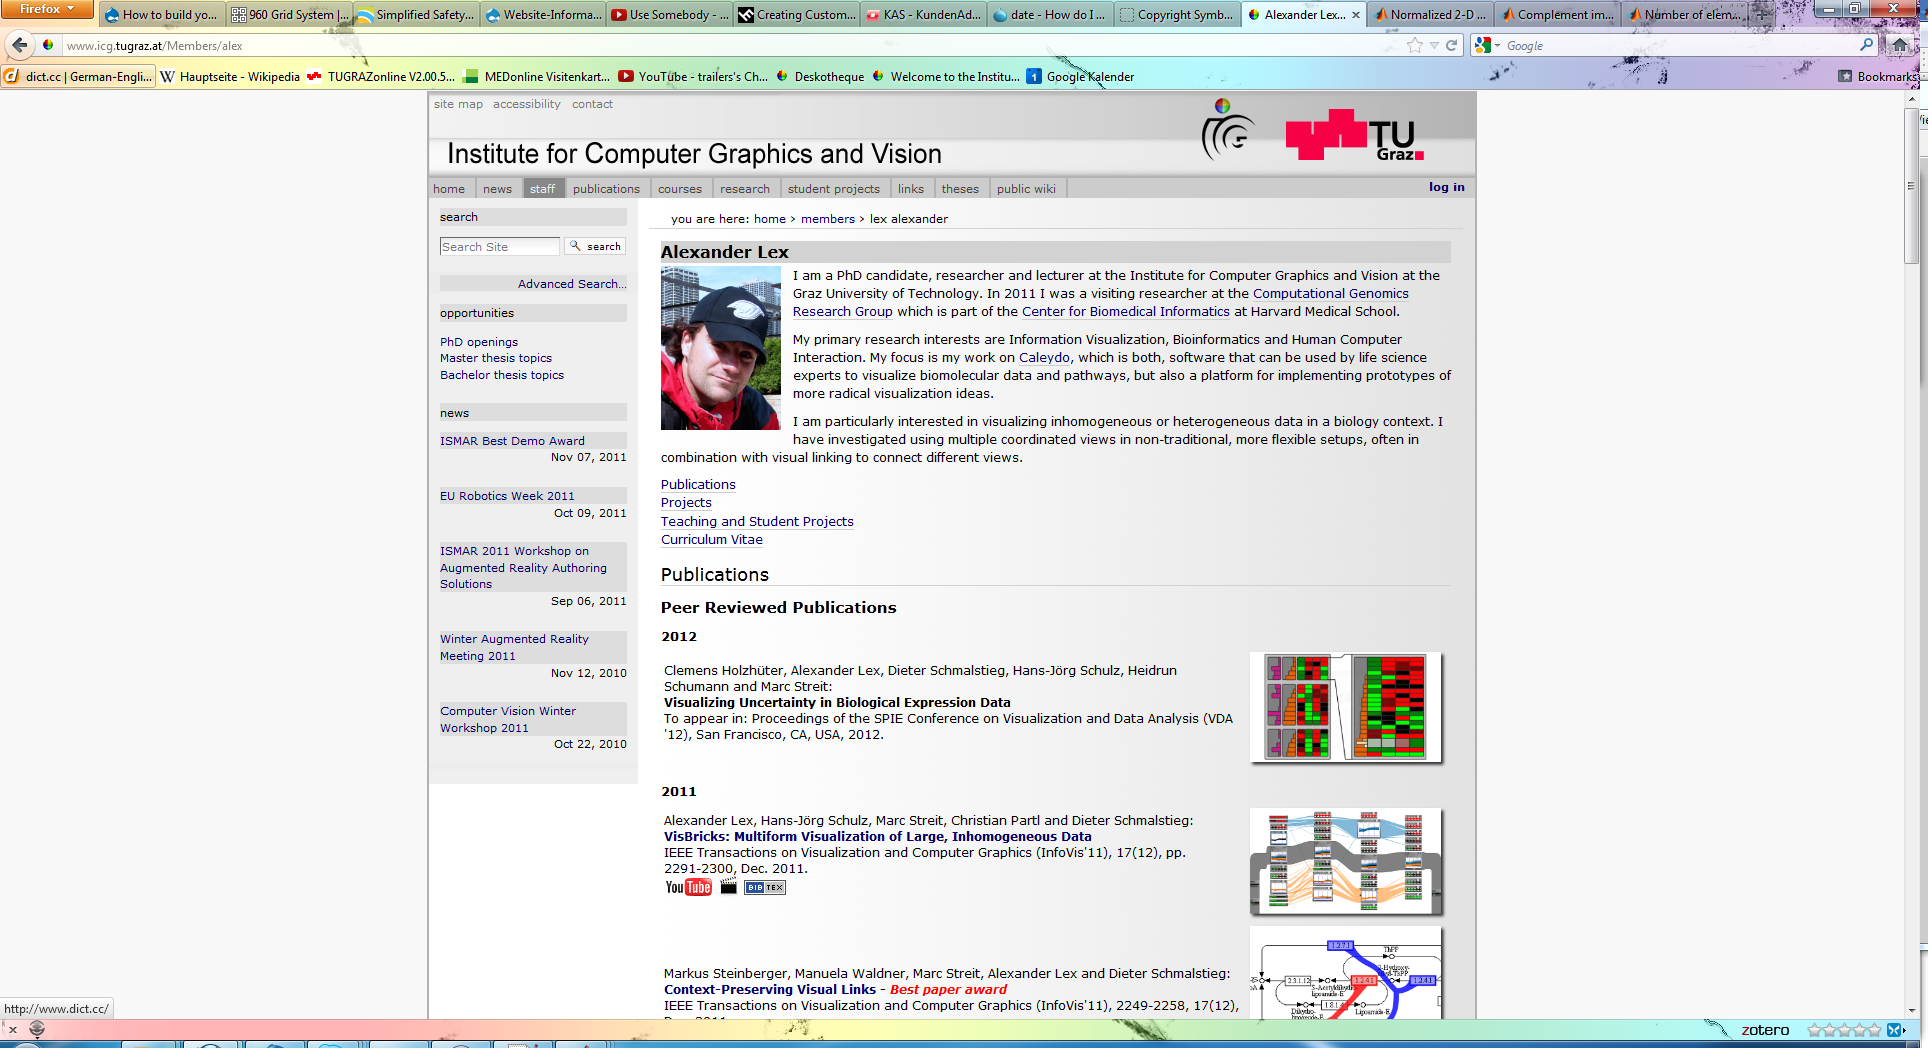 Firefox
How to build yo...
960 Grid System |...
Simplified Safety...
Website-Informa...
Use Somebody - ...
Creating Custom...
KAS - KundenAd...
date - How do I ...
Copyright Symb...
Alexander Lex...
Normalized 2-D ...
Complement im...
Number of elem...
www.icg.tugraz.at/Members/alex
Google
dict.cc | German-Engli...
Hauptseite - Wikipedia
TUGRAZonline V2.00.5...
MEDonline Visitenkart...
YouTube - trailers's Ch...
Deskotheque
Welcome to the Institu...
Google Kalender
Bookmarks
site map accessibility contact
Institute for Computer Graphics and Vision
TU
Graz
home news staff publications courses research student projects links theses public wiki
log in
search
Search Site
search
Advanced Search...
opportunities
PhD openings
Master thesis topics
Bachelor thesis topics
news
ISMAR Best Demo Award
Nov 07, 2011
EU Robotics Week 2011
Oct 09, 2011
ISMAR 2011 Workshop on
Augmented Reality Authoring
Solutions
Sep 06, 2011
Winter Augmented Reality
Meeting 2011
Nov 12, 2010
Computer Vision Winter
Workshop 2011
Oct 22, 2010
you are here: home › members › lex alexander
Alexander Lex
I am a PhD candidate, researcher and lecturer at the Institute for Computer Graphics and Vision at the
Graz University of Technology. In 2011 I was a visiting researcher at the Computational Genomics
Research Group which is part of the Center for Biomedical Informatics at Harvard Medical School.
My primary research interests are Information Visualization, Bioinformatics and Human Computer
Interaction. My focus is my work on Caleydo, which is both, software that can be used by life science
experts to visualize biomolecular data and pathways, but also a platform for implementing prototypes of
more radical visualization ideas.
I am particularly interested in visualizing inhomogeneous or heterogeneous data in a biology context. I
have investigated using multiple coordinated views in non-traditional, more flexible setups, often in
combination with visual linking to connect different views.
Publications
Projects
Teaching and Student Projects
Curriculum Vitae
Publications
Peer Reviewed Publications
2012
Clemens Holzhüter, Alexander Lex, Dieter Schmalstieg, Hans-Jörg Schulz, Heidrun
Schumann and Marc Streit:
Visualizing Uncertainty in Biological Expression Data
To appear in: Proceedings of the SPIE Conference on Visualization and Data Analysis (VDA
'12), San Francisco, CA, USA, 2012.
2011
Alexander Lex, Hans-Jörg Schulz, Marc Streit, Christian Partl and Dieter Schmalstieg:
VisBricks: Multiform Visualization of Large, Inhomogeneous Data
IEEE Transactions on Visualization and Computer Graphics (InfoVis'11), 17(12), pp.
2291-2300, Dec. 2011.
YouTube
BIB TEX
Markus Steinberger, Manuela Waldner, Marc Streit, Alexander Lex and Dieter Schmalstieg:
Context-Preserving Visual Links - Best paper award
IEEE Transactions on Visualization and Computer Graphics (InfoVis'11), 2249-2258, 17(12),
1.2.7.1
ThPP
2.3.1.12
1.2.4.1
1.2.4.1
http://www.dict.cc/
zotero